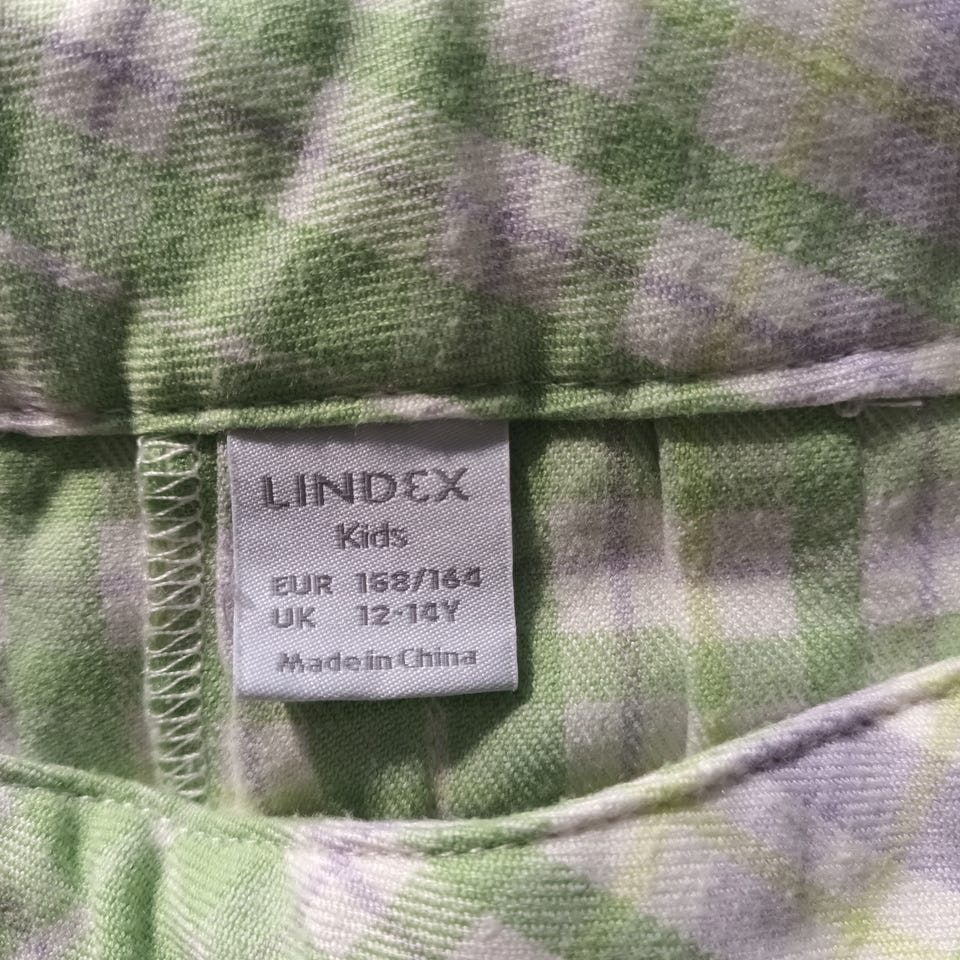 LINDEX
Kids
EUR 158/164
UK 12-14Y
Made in China